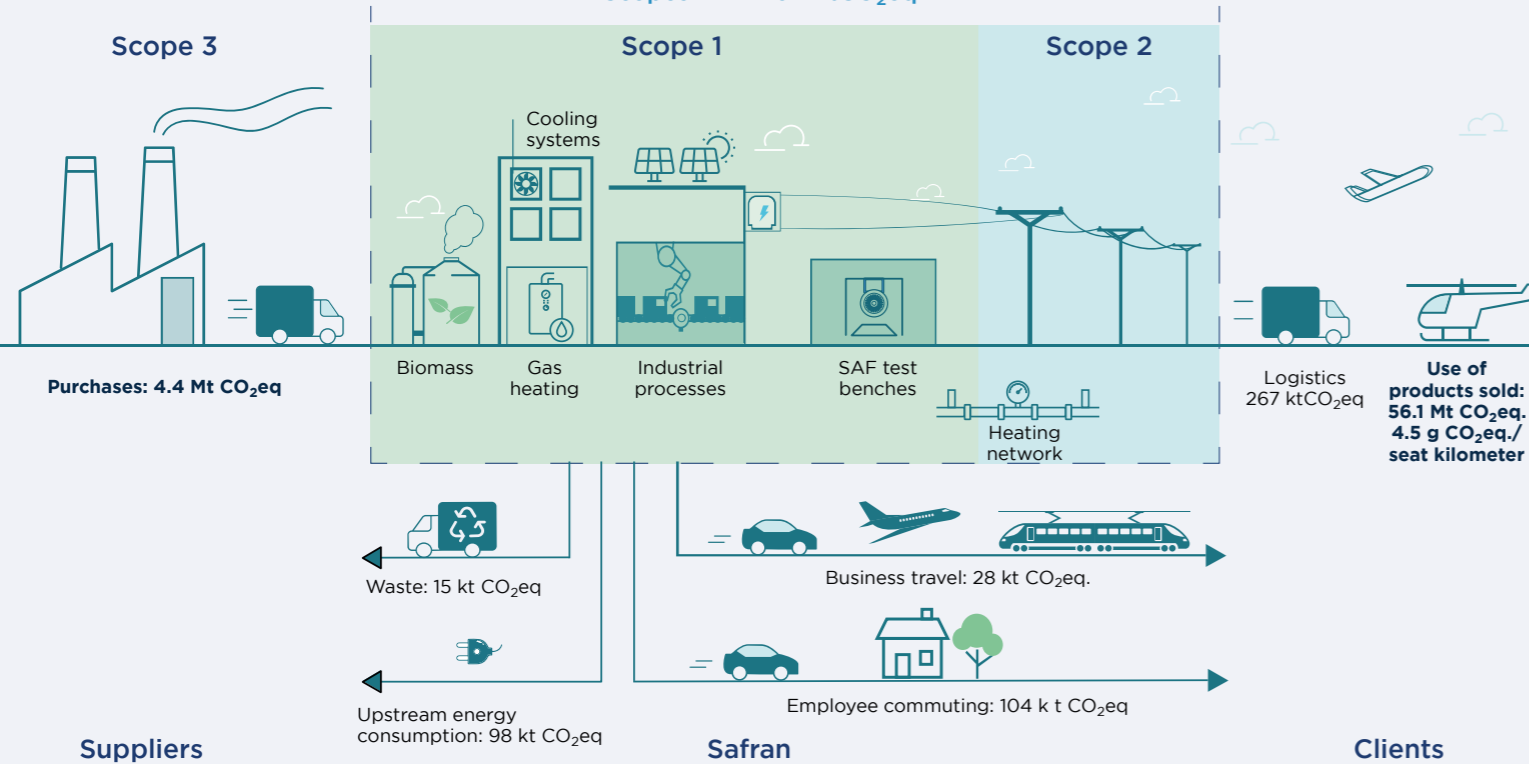 Scope 3
Scope 1
Scope 2
Cooling
systems
Biomass
Gas
heating
Industrial
processes
SAF test
benches
Heating
network
Purchases: 4.4 Mt CO₂eq
Logistics
267 ktCO₂eq
Use of
products sold:
56.1 Mt CO₂eq.
4.5 g CO₂eq./
seat kilometer
Waste: 15 kt CO₂eq
Business travel: 28 kt CO₂eq.
Upstream energy
consumption: 98 kt CO₂eq
Employee commuting: 104 k t CO₂eq
Suppliers
Safran
Clients